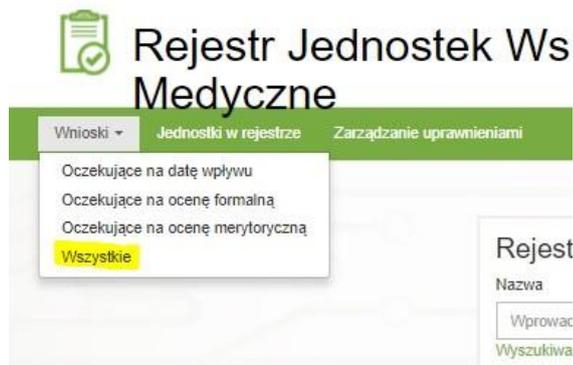 Rejestr Jednostek Ws
Medyczne
Wnioski Jednostki w rejestrze Zarządzanie uprawnieniami
Oczekujące na datę wpływu
Oczekujące na ocenę formalną
Oczekujące na ocenę merytoryczną
Wszystkie
Rejest
Nazwa
Wprowad
Wyszukiwa